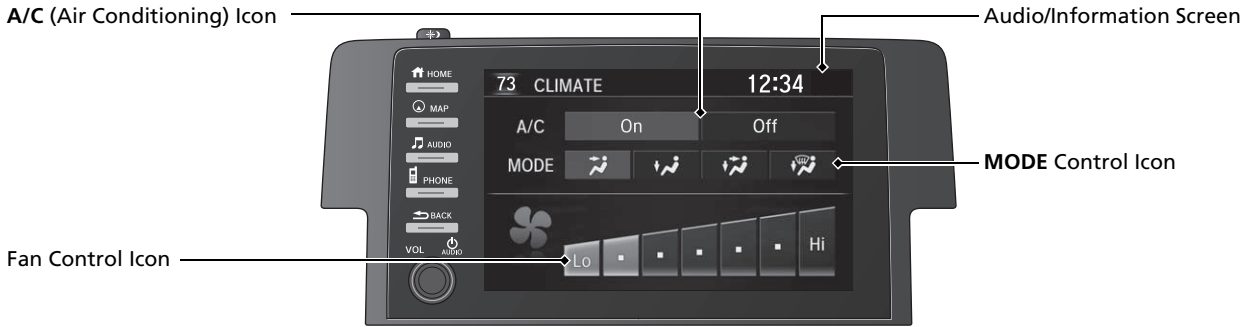 A/C (Air Conditioning) Icon
Audio/Information Screen
HOME
73 CLIMATE 12:34
MAP
A/C On Off
AUDIO
MODE
MODE Control Icon
PHONE
BACK
VOL AUDIO
Fan Control Icon
Lo Hi